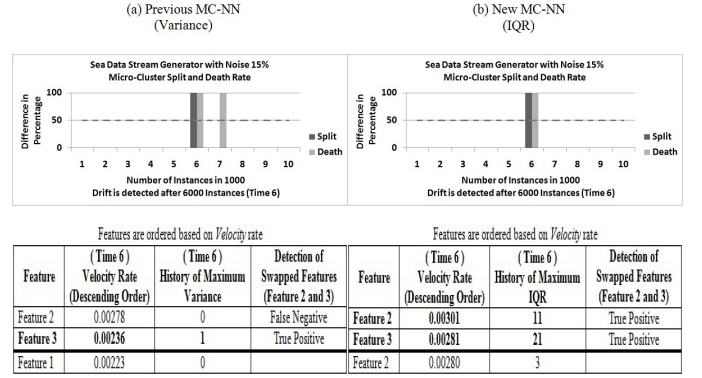 (a) Previous MC-NN
(Variance)
(b) New MC-NN
(IQR)
Sea Data Stream Generator with Noise 15%
Micro-Cluster Split and Death Rate
Difference in
Percentage
100
50
0
1 2 3 4 5 6 7 8 9 10
Split
Death
Number of Instances in 1000
Drift is detected after 6000 Instances (Time 6)
Sea Data Stream Generator with Noise 15%
Micro-Cluster Split and Death Rate
Difference in
Percentage
100
50
0
1 2 3 4 5 6 7 8 9 10
Split
Death
Number of Instances in 1000
Drift is detected after 6000 Instances (Time 6)
Features are ordered based on Velocity rate
Feature
( Time 6 )
Velocity Rate
(Descending Order)
( Time 6 )
History of Maximum
Variance
Detection of
Swapped Features
(Feature 2 and 3)
Feature 2 0.00278 0 False Negative
Feature 3 0.00236 1 True Positive
Feature 1 0.00223 0
Features are ordered based on Velocity rate
Feature
( Time 6 )
Velocity Rate
(Descending Order)
( Time 6 )
History of Maximum
IQR
Detection of
Swapped Features
(Feature 2 and 3)
Feature 2 0.00301 11 True Positive
Feature 3 0.00281 21 True Positive
Feature 2 0.00280 3